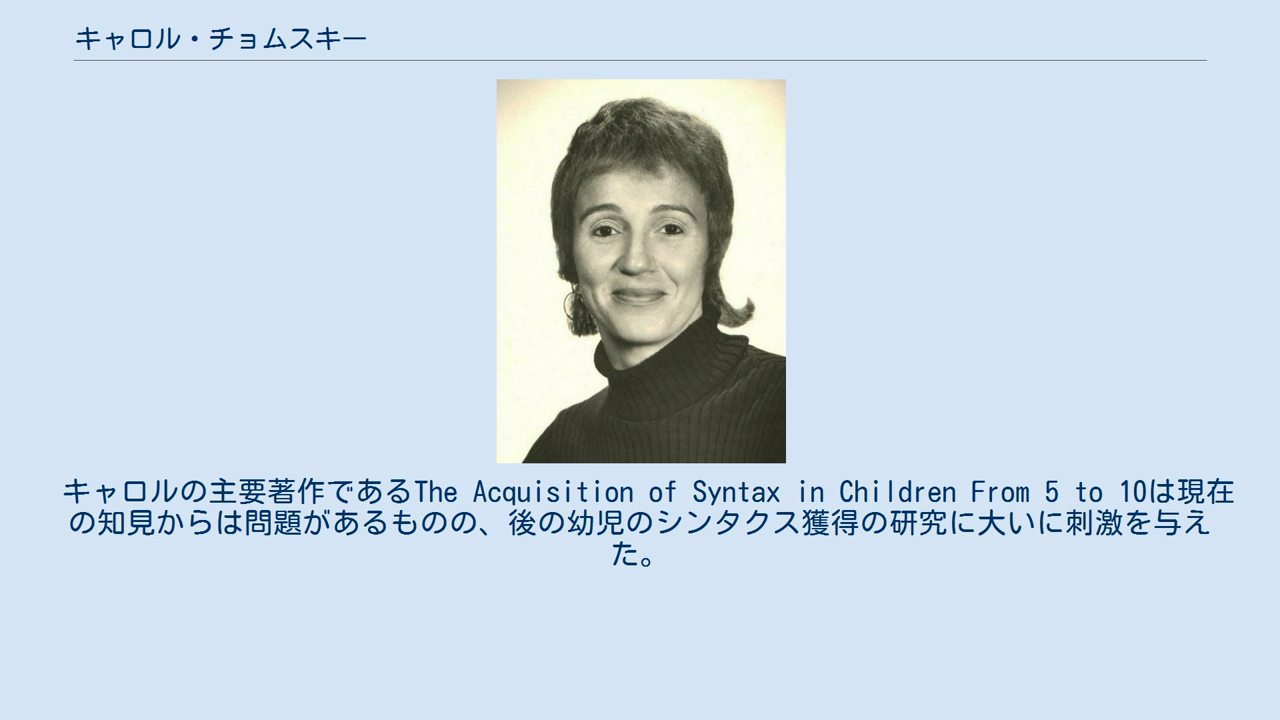 キャロル・チョムスキー
キャロルの主要著作であるThe Acquisition of Syntax in Children From 5 to 10は現在
の知見からは問題があるものの、後の幼児のシンタクス獲得の研究に大いに刺激を与え
た。